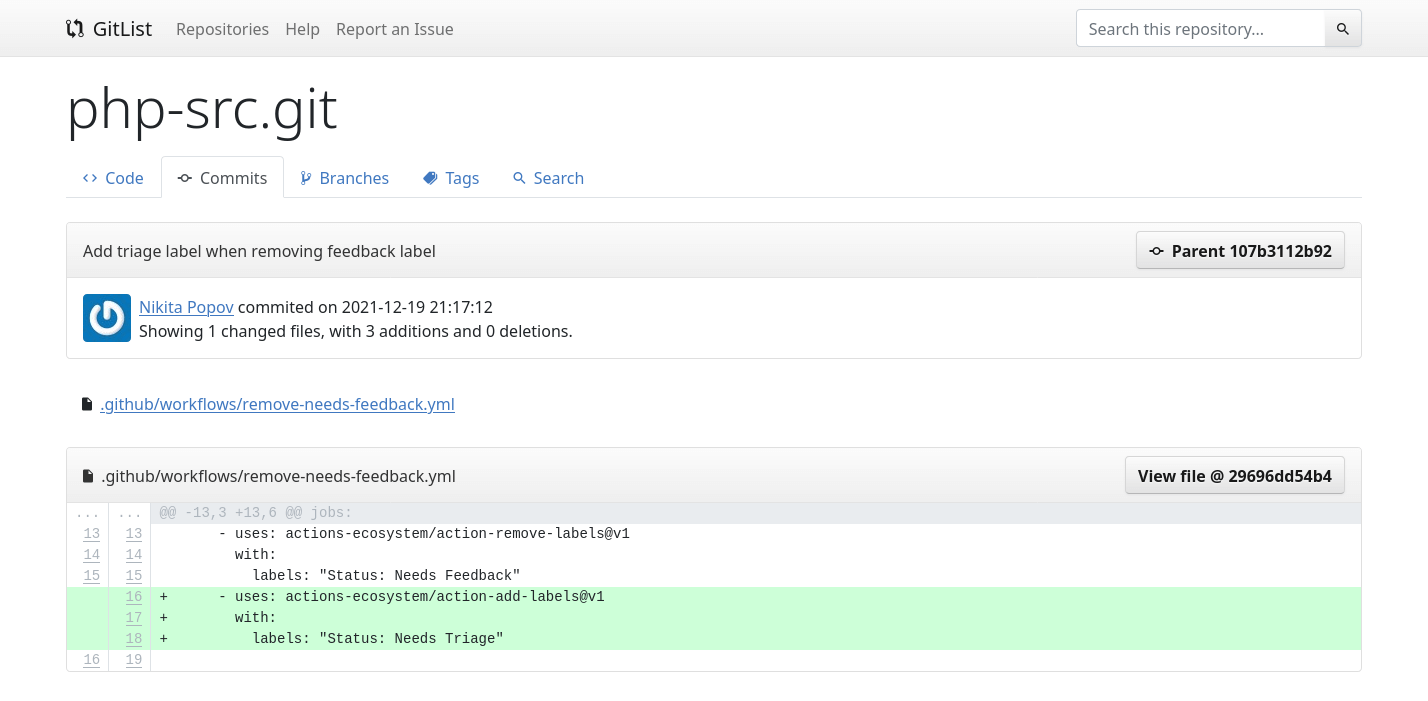 GitList Repositories Help Report an Issue Search this repository...
php-src.git
Code Commits Branches Tags Search
Add triage label when removing feedback label Parent 107b3112b92
Nikita Popov commited on 2021-12-19 21:17:12
Showing 1 changed files, with 3 additions and 0 deletions.
.github/workflows/remove-needs-feedback.yml
.github/workflows/remove-needs-feedback.yml View file @ 29696dd54b4
... ... @@ -13,3 +13,6 @@ jobs:
13 13       - uses: actions-ecosystem/action-remove-labels@v1
14 14         with:
15 15           labels: "Status: Needs Feedback"
16 +      - uses: actions-ecosystem/action-add-labels@v1
17 +        with:
18 +          labels: "Status: Needs Triage"
16 19